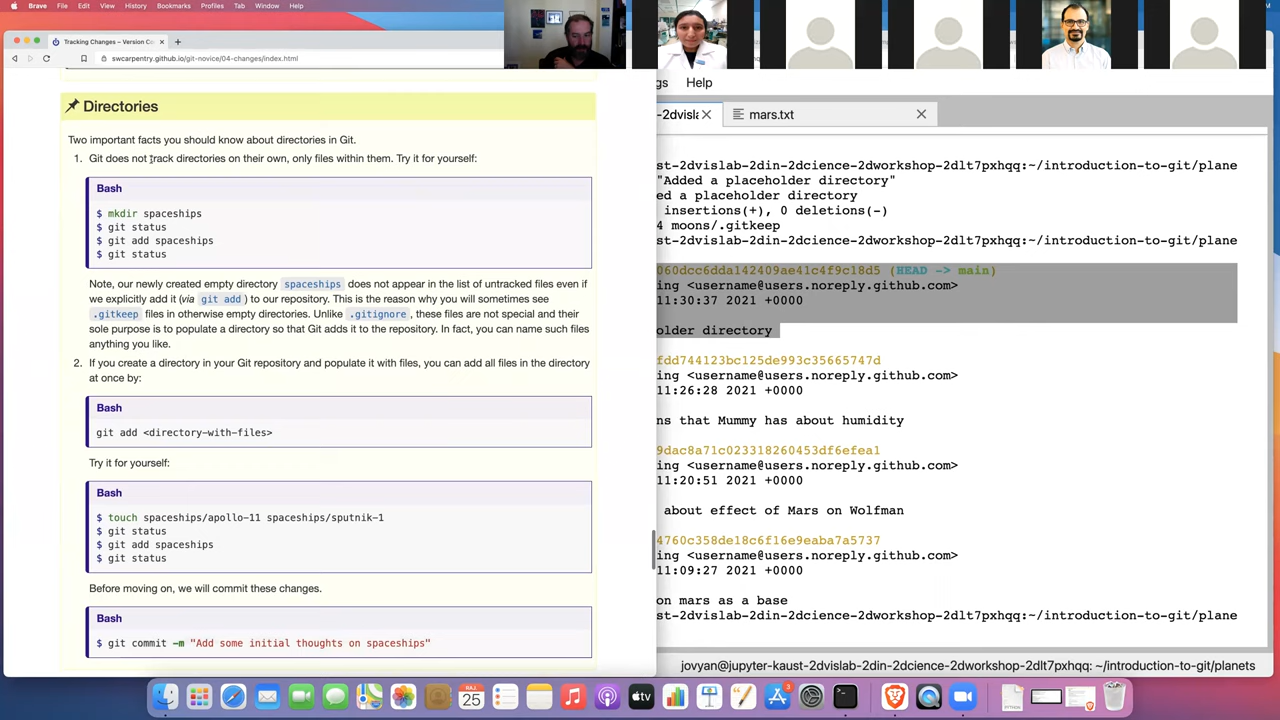 Brave File Edit View History Bookmarks Profiles Tab Window Help
Tracking Changes – Version Co
swcarpentry.github.io/git-novice/04-changes/index.html
Directories
Two important facts you should know about directories in Git.
1. Git does not track directories on their own, only files within them. Try it for yourself:
Bash
$ mkdir spaceships
$ git status
$ git add spaceships
$ git status
Note, our newly created empty directory spaceships does not appear in the list of untracked files even if
we explicitly add it (via git add ) to our repository. This is the reason why you will sometimes see
.gitkeep files in otherwise empty directories. Unlike .gitignore , these files are not special and their
sole purpose is to populate a directory so that Git adds it to the repository. In fact, you can name such files
anything you like.
2. If you create a directory in your Git repository and populate it with files, you can add all files in the directory
at once by:
Bash
git add <directory-with-files>
Try it for yourself:
Bash
$ touch spaceships/apollo-11 spaceships/sputnik-1
$ git status
$ git add spaceships
$ git status
Before moving on, we will commit these changes.
Bash
$ git commit -m "Add some initial thoughts on spaceships"
gs Help
-2dvisla mars.txt
st-2dvislab-2din-2dcience-2dworkshop-2dlt7pxhqq:~/introduction-to-git/plane
"Added a placeholder directory"
ed a placeholder directory
insertions(+), 0 deletions(-)
4 moons/.gitkeep
st-2dvislab-2din-2dcience-2dworkshop-2dlt7pxhqq:~/introduction-to-git/plane
060dcc6dda142409ae41c4f9c18d5 (HEAD -> main)
ing <username@users.noreply.github.com>
11:30:37 2021 +0000
older directory
fdd744123bc125de993c35665747d
ing <username@users.noreply.github.com>
11:26:28 2021 +0000
ns that Mummy has about humidity
9dac8a71c023318260453df6efea1
ing <username@users.noreply.github.com>
11:20:51 2021 +0000
about effect of Mars on Wolfman
4760c358de18c6f16e9eaba7a5737
ing <username@users.noreply.github.com>
11:09:27 2021 +0000
on mars as a base
st-2dvislab-2din-2dcience-2dworkshop-2dlt7pxhqq:~/introduction-to-git/plane
jovyan@jupyter-kaust-2dvislab-2din-2dcience-2dworkshop-2dlt7pxhqq: ~/introduction-to-git/planets
25
tv
3